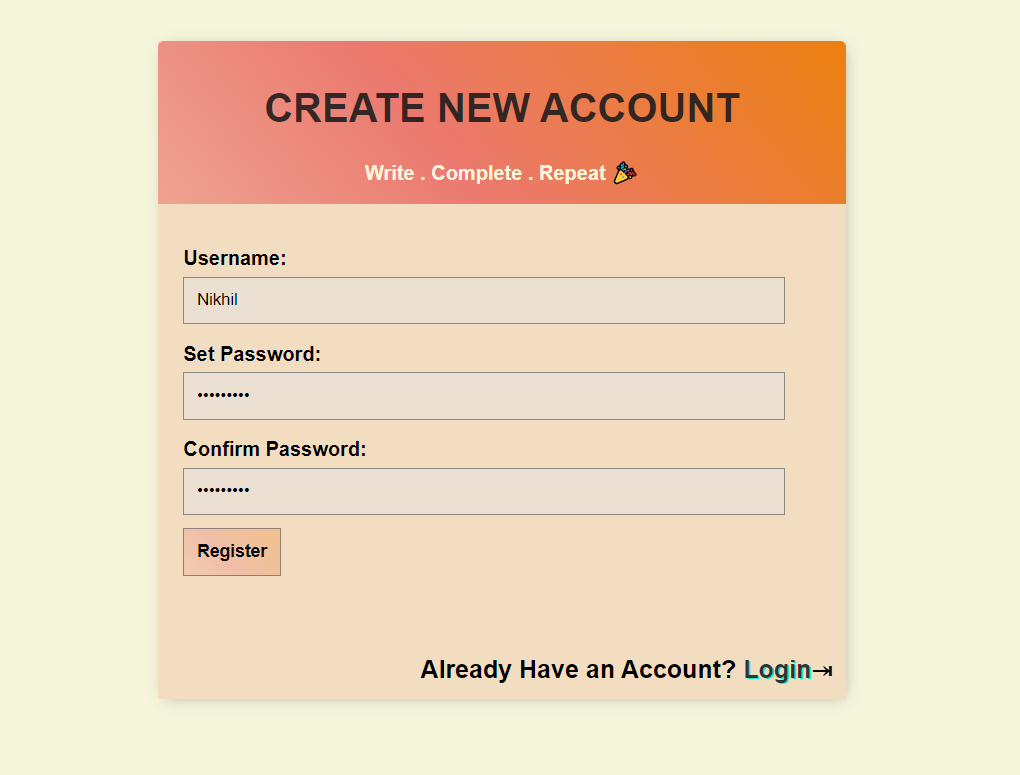 CREATE NEW ACCOUNT
Write . Complete . Repeat 🎉
Username:
Nikhil
Set Password:
•••••••••
Confirm Password:
•••••••••
Register
Already Have an Account? Login⇥